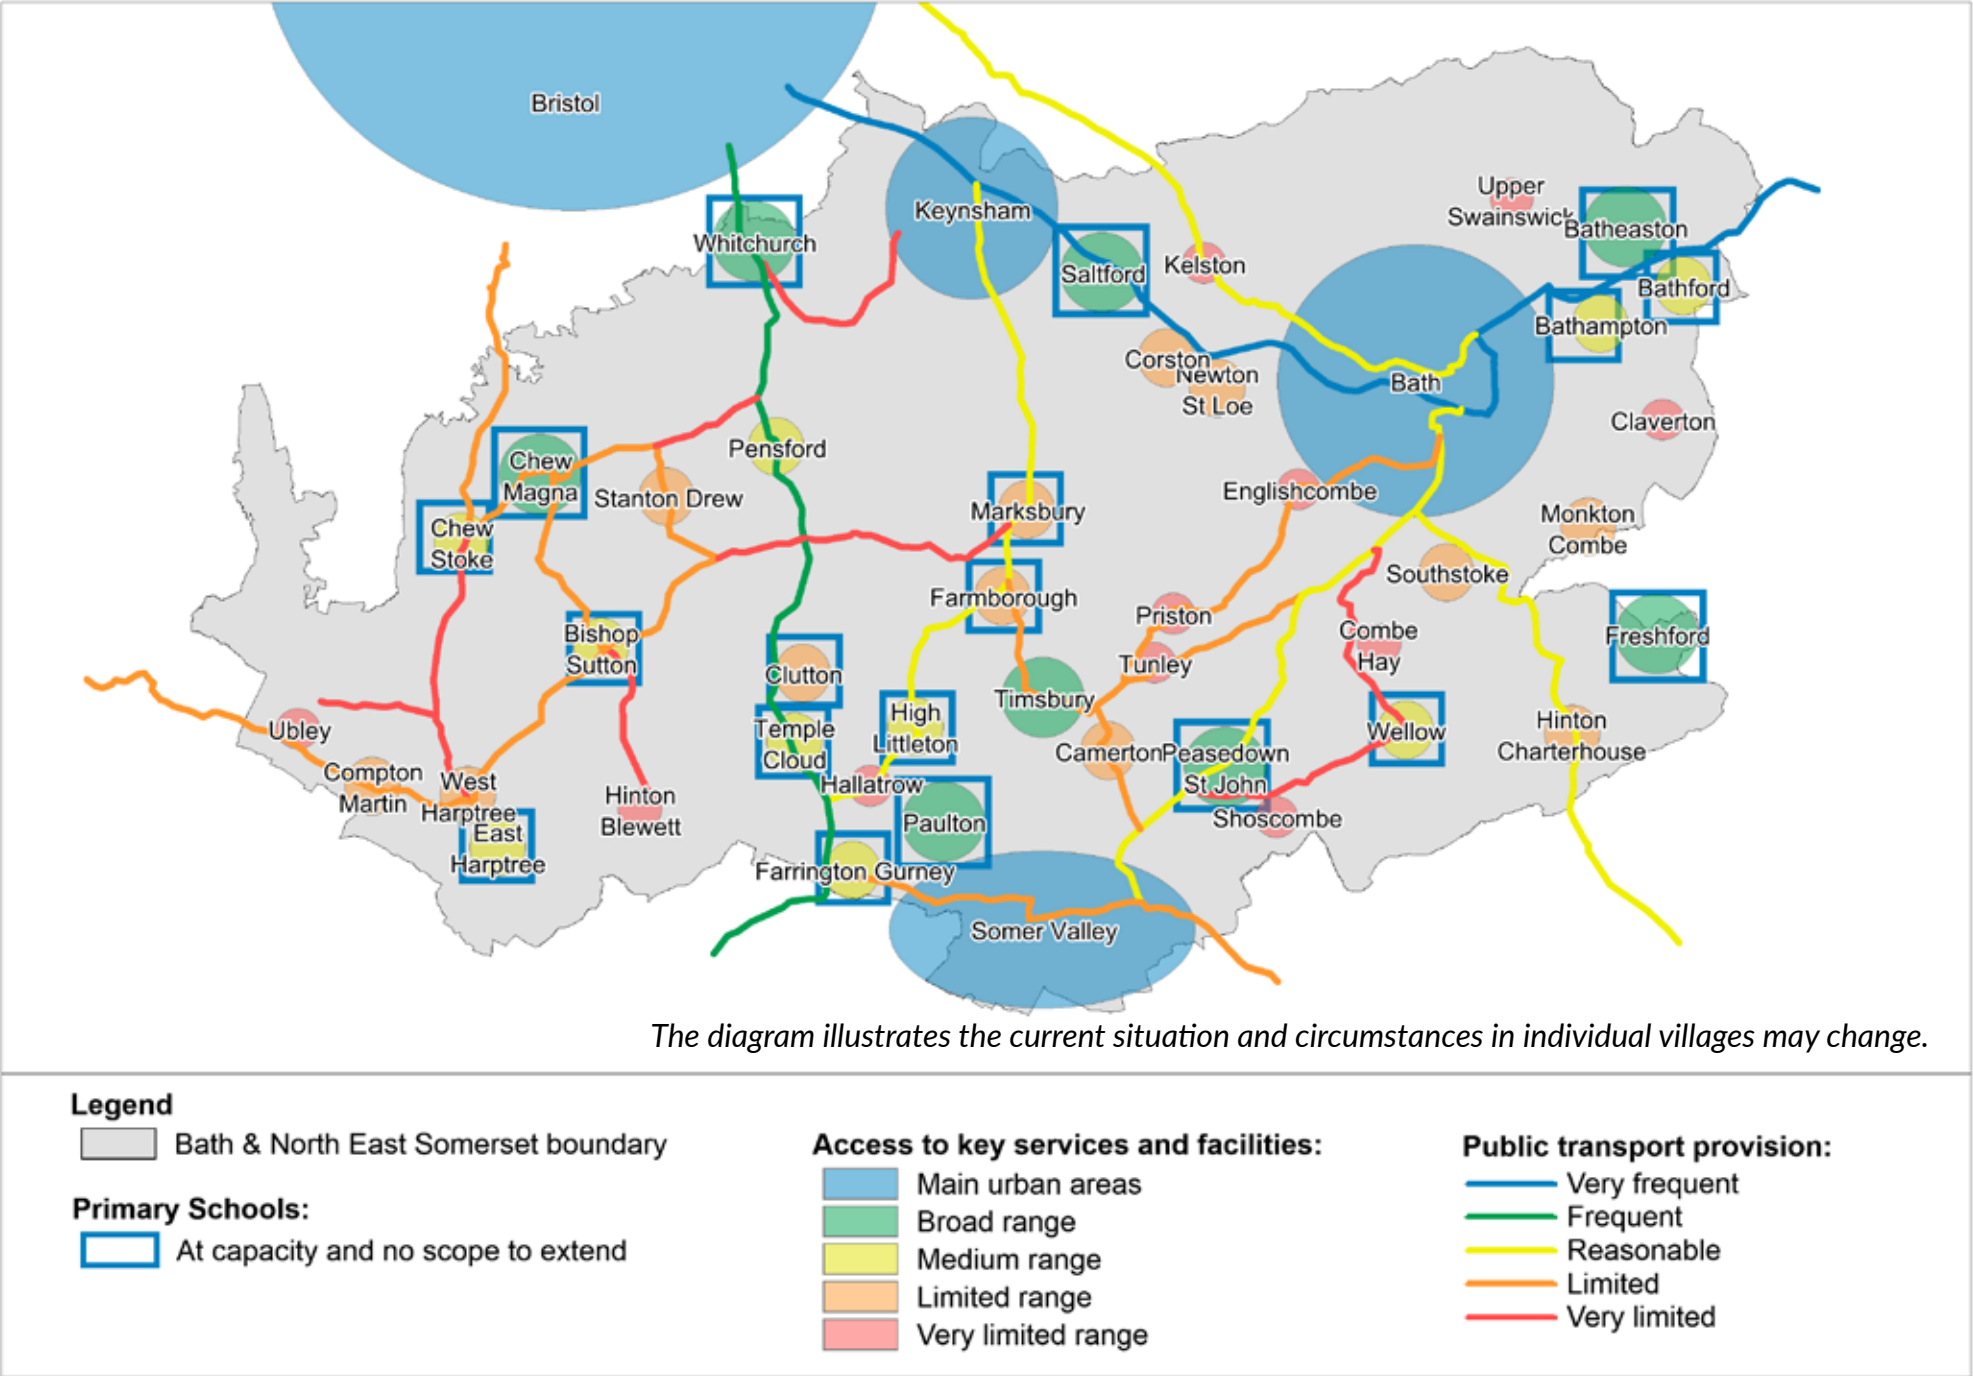 Bristol
Upper
Swainswick
Batheaston
Keynsham
Whitchurch
Saltford
Kelston
Bathford
Bathampton
Corston
Newton
St Loe
Bath
Claverton
Pensford
Chew
Magna
Stanton Drew
Englishcombe
Marksbury
Monkton
Combe
Chew
Stoke
Southstoke
Farmborough
Priston
Combe
Hay
Freshford
Bishop
Sutton
Tunley
Clutton
Timsbury
Ubley
Temple
Cloud
High
Littleton
Wellow
Hinton
Charterhouse
Camerton
Peasedown
St John
Compton
Martin
West
Harptree
Hallatrow
Hinton
Blewett
Paulton
Shoscombe
East
Harptree
Farrington Gurney
Somer Valley
The diagram illustrates the current situation and circumstances in individual villages may change.
Legend
Bath & North East Somerset boundary
Primary Schools:
At capacity and no scope to extend
Access to key services and facilities:
Main urban areas
Broad range
Medium range
Limited range
Very limited range
Public transport provision:
Very frequent
Frequent
Reasonable
Limited
Very limited